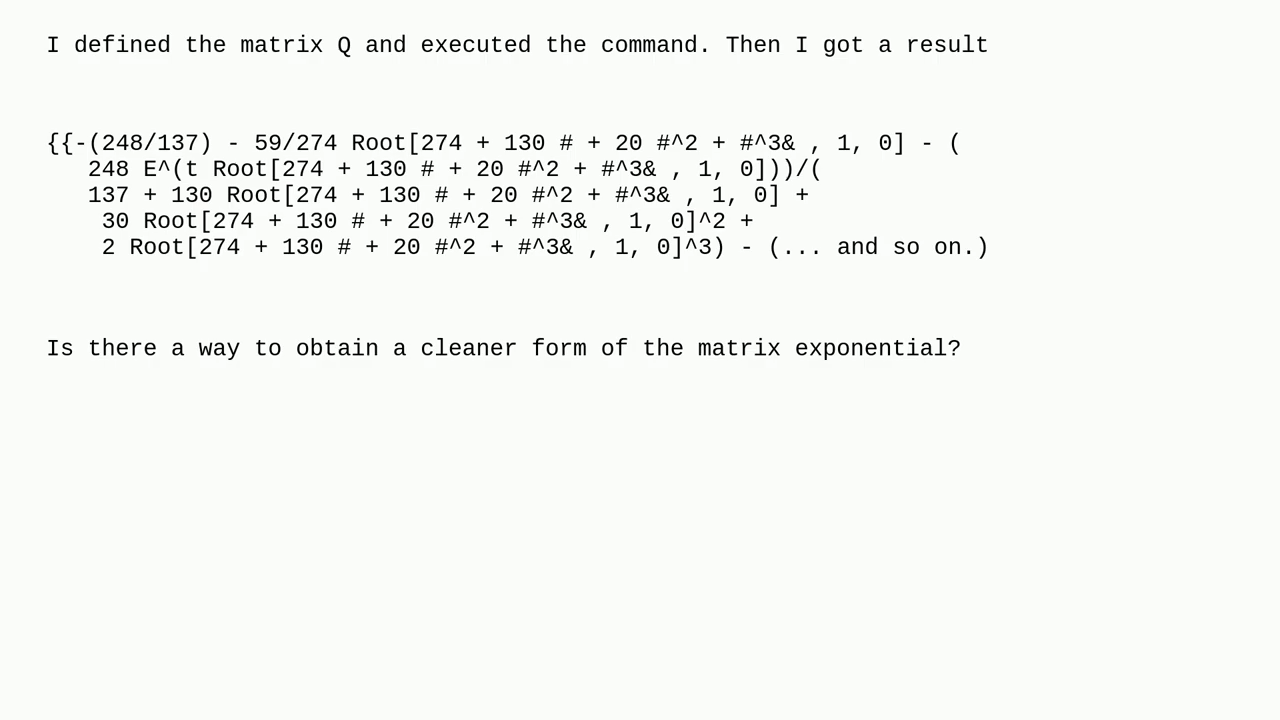 I defined the matrix Q and executed the command. Then I got a result
{{-(248/137) - 59/274 Root[274 + 130 # + 20 #^2 + #^3& , 1, 0] - (
248 E^(t Root[274 + 130 # + 20 #^2 + #^3& , 1, 0]))/(
137 + 130 Root[274 + 130 # + 20 #^2 + #^3& , 1, 0] +
30 Root[274 + 130 # + 20 #^2 + #^3& , 1, 0]^2 +
2 Root[274 + 130 # + 20 #^2 + #^3& , 1, 0]^3) - (... and so on.)
Is there a way to obtain a cleaner form of the matrix exponential?